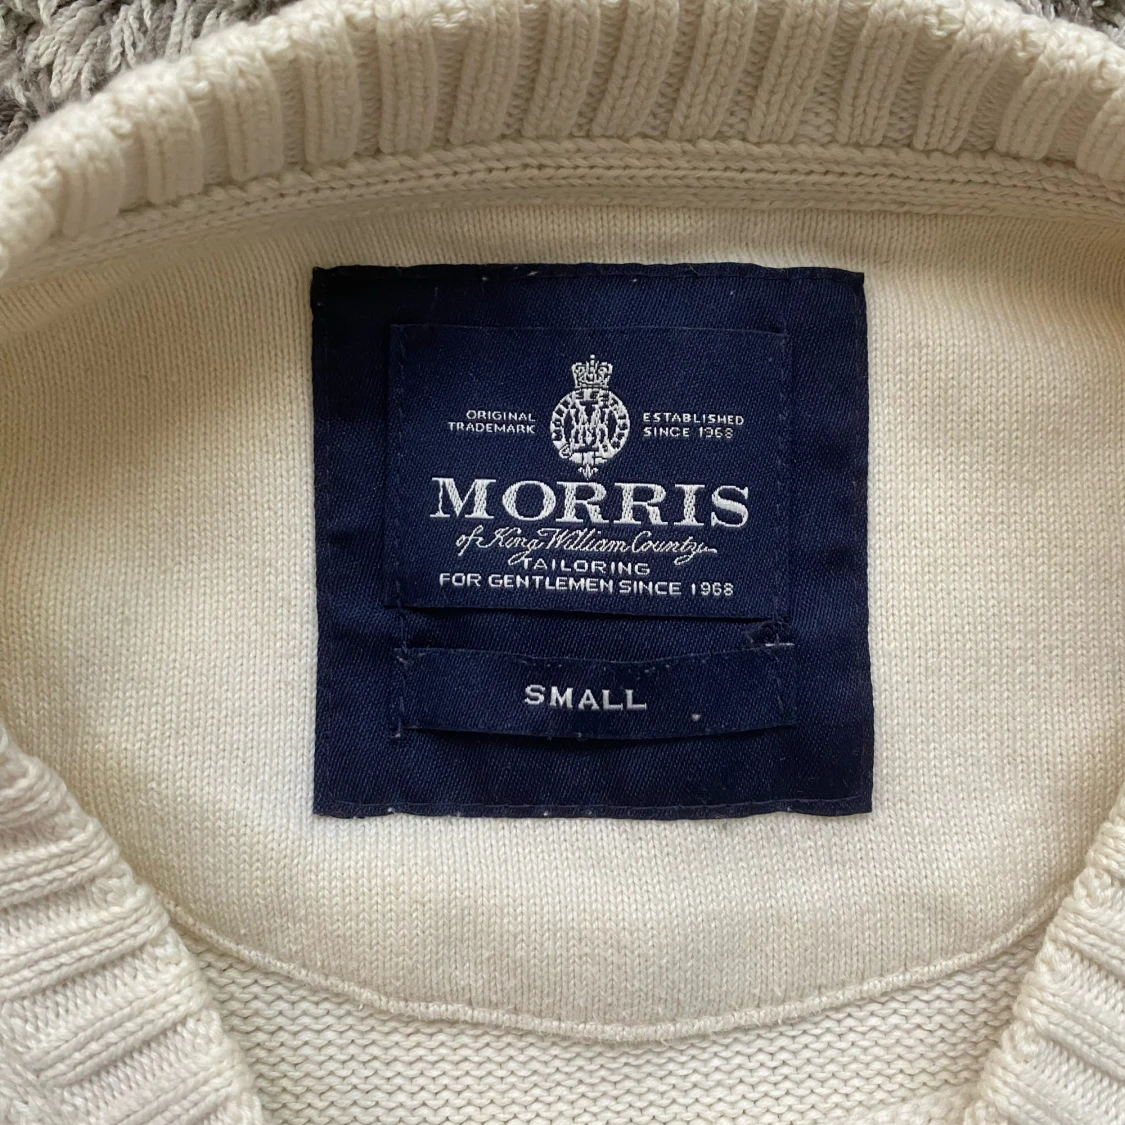 ORIGINAL
TRADEMARK
ESTABLISHED
SINCE 1968
MORRIS
of King William County
TAILORING
FOR GENTLEMEN SINCE 1968
SMALL